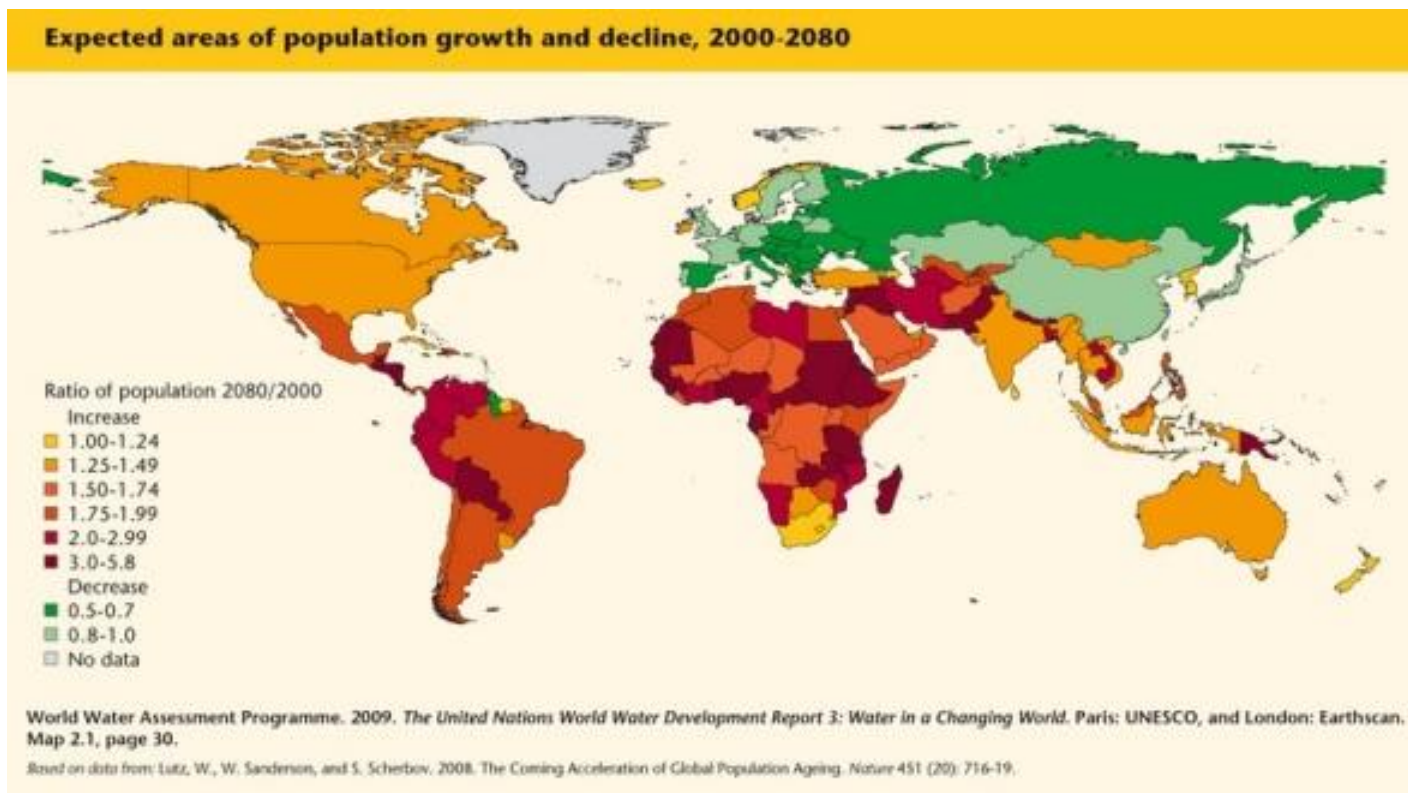 Expected areas of population growth and decline, 2000-2080
Ratio of population 2080/2000
Increase
1.00-1.24
1.25-1.49
1.50-1.74
1.75-1.99
2.0-2.99
3.0-5.8
Decrease
0.5-0.7
0.8-1.0
No data
World Water Assessment Programme. 2009. The United Nations World Water Development Report 3: Water in a Changing World. Paris: UNESCO, and London: Earthscan.
Map 2.1, page 30.
Based on data from: Lutz, W., W. Sanderson, and S. Scherbov. 2008. The Coming Acceleration of Global Population Ageing. Nature 451 (20): 716-19.